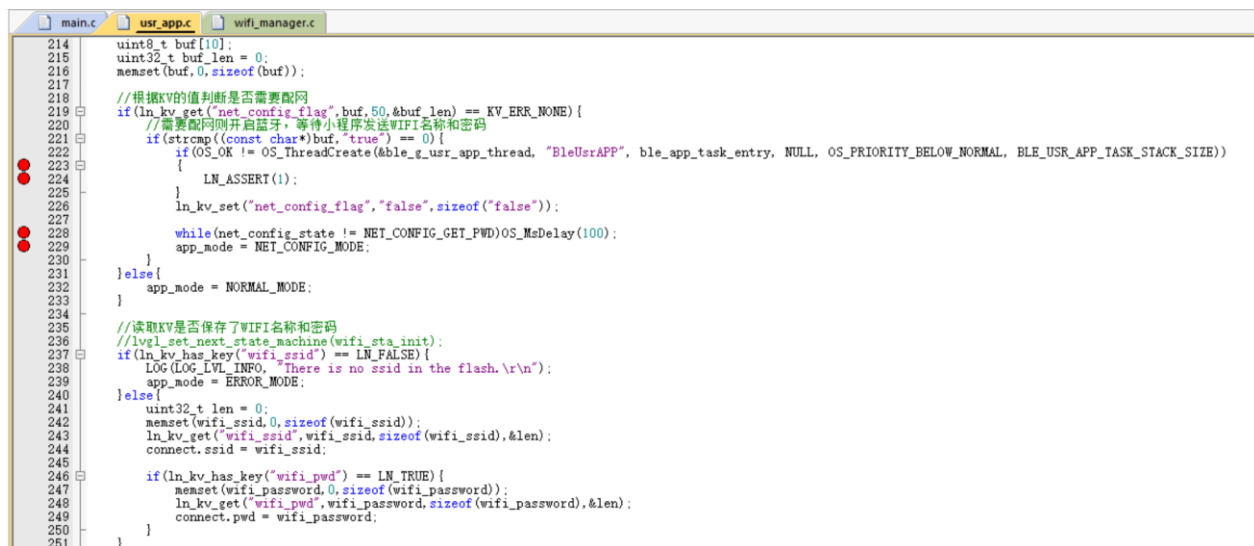 main.c usr_app.c wifi_manager.c
214 uint8_t buf[10];
215 uint32_t buf_len = 0;
216 memset(buf,0,sizeof(buf));
217
218 //根据KV的值判断是否需要配网
219 if(ln_kv_get("net_config_flag",buf,50,&buf_len) == KV_ERR_NONE){
220 //需要配网则开启蓝牙，等待小程序发送WIFI名称和密码
221 if(strcmp((const char*)buf,"true") == 0){
222 if(OS_OK != OS_ThreadCreate(&ble_g_usr_app_thread, "BleUsrAPP", ble_app_task_entry, NULL, OS_PRIORITY_BELOW_NORMAL, BLE_USR_APP_TASK_STACK_SIZE))
223 {
224 LN_ASSERT(1);
225 }
226 ln_kv_set("net_config_flag","false",sizeof("false"));
227
228 while(net_config_state != NET_CONFIG_GET_PWD)OS_MsDelay(100);
229 app_mode = NET_CONFIG_MODE;
230 }
231 }else{
232 app_mode = NORMAL_MODE;
233 }
234
235 //读取KV是否保存了WIFI名称和密码
236 //lvgl_set_next_state_machine(wifi_sta_init);
237 if(ln_kv_has_key("wifi_ssid") == LN_FALSE){
238 LOG(LOG_LVL_INFO, "There is no ssid in the flash.\r\n");
239 app_mode = ERROR_MODE;
240 }else{
241 uint32_t len = 0;
242 memset(wifi_ssid,0,sizeof(wifi_ssid));
243 ln_kv_get("wifi_ssid",wifi_ssid,sizeof(wifi_ssid),&len);
244 connect.ssid = wifi_ssid;
245
246 if(ln_kv_has_key("wifi_pwd") == LN_TRUE){
247 memset(wifi_password,0,sizeof(wifi_password));
248 ln_kv_get("wifi_pwd",wifi_password,sizeof(wifi_password),&len);
249 connect.pwd = wifi_password;
250 }
251 }